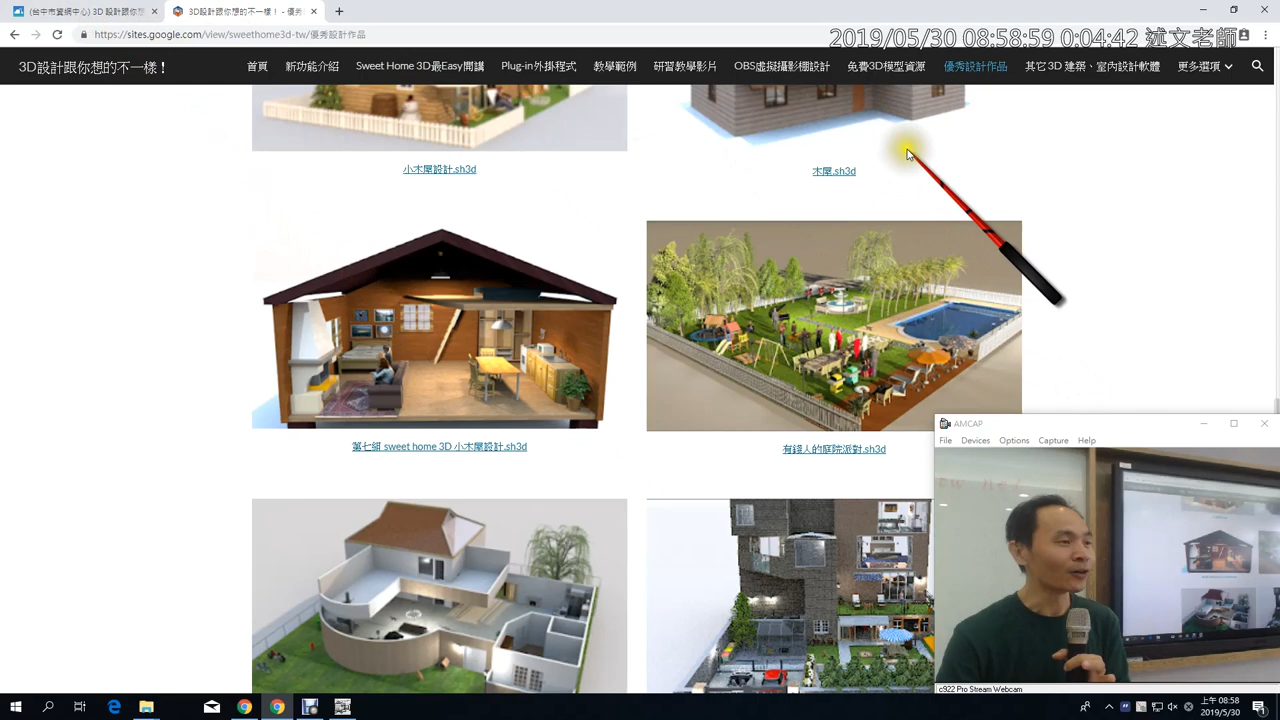 (台中市資網中心) 3D 設計跟你想
3D設計跟你想的不一樣！ - 優秀設
https://sites.google.com/view/sweethome3d-tw/優秀設計作品
2019/05/30 08:58:59 0:04:42 述文老師
3D設計跟你想的不一樣！
首頁 新功能介紹 Sweet Home 3D最Easy開講 Plug-in外掛程式 教學範例 研習教學影片 OBS虛擬攝影棚設計 免費3D模型資源 優秀設計作品 其它3D 建築、室內設計軟體 更多選項
小木屋設計.sh3d
木屋.sh3d
第七組 sweet home 3D 小木屋設計.sh3d
有錢人的庭院派對.sh3d
AMCAP
File Devices Options Capture Help
c922 Pro Stream Webcam
上午 08:58
2019/5/30